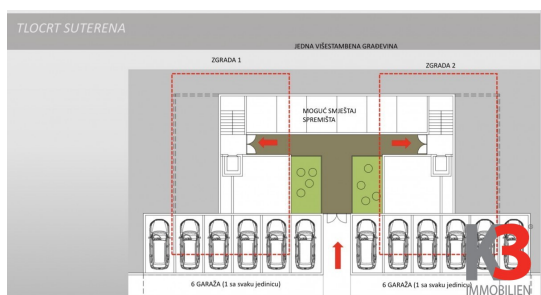 TLOCRT SUTERENA
JEDNA VIŠESTAMBENA GRAĐEVINA
ZGRADA 1
ZGRADA 2
MOGUĆ SMJEŠTAJ
SPREMIŠTA
6 GARAŽA (1 sa svaku jedinicu)
6 GARAŽA (1 sa svaku jedinicu)
K3
IMMOBILIEN